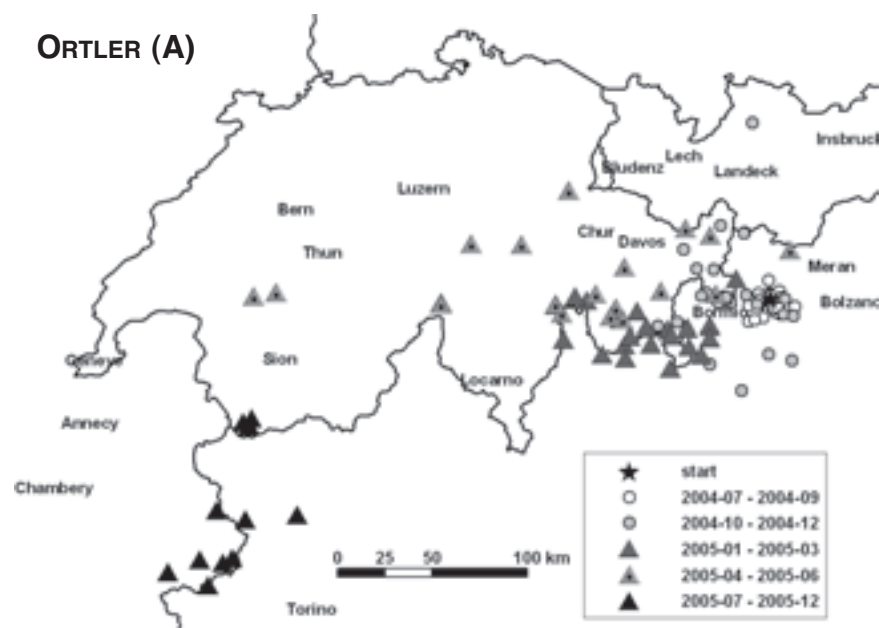 ORTLER (A)
Insbruck
Lech
Bludenz
Landeck
Luzern
Bern
Chur
Davos
Thun
Meran
Bolzano
Bormio
Sion
Geneve
Locarno
Annecy
Chambery
start
2004-07 - 2004-09
2004-10 - 2004-12
2005-01 - 2005-03
2005-04 - 2005-06
2005-07 - 2005-12
0 25 50 100 km
Torino